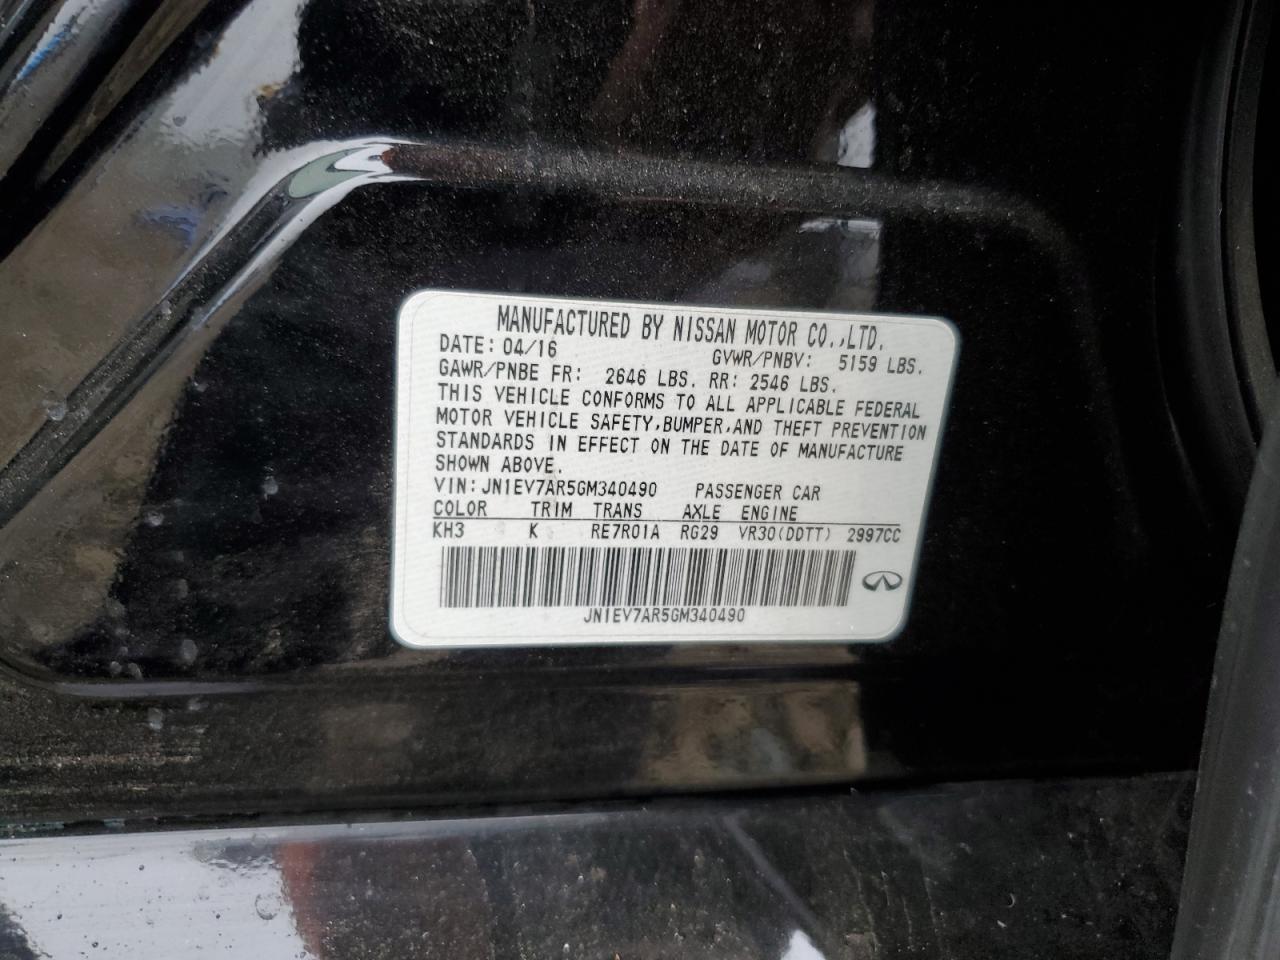 MANUFACTURED BY NISSAN MOTOR CO.,LTD.
DATE: 04/16 GVWR/PNBV: 5159 LBS.
GAWR/PNBE FR: 2646 LBS. RR: 2546 LBS.
THIS VEHICLE CONFORMS TO ALL APPLICABLE FEDERAL
MOTOR VEHICLE SAFETY,BUMPER,AND THEFT PREVENTION
STANDARDS IN EFFECT ON THE DATE OF MANUFACTURE
SHOWN ABOVE.
VIN: JN1EV7AR5GM340490 PASSENGER CAR
COLOR TRIM TRANS AXLE ENGINE
KH3 K RE7R01A RG29 VR30(DDTT) 2997CC
JN1EV7AR5GM340490